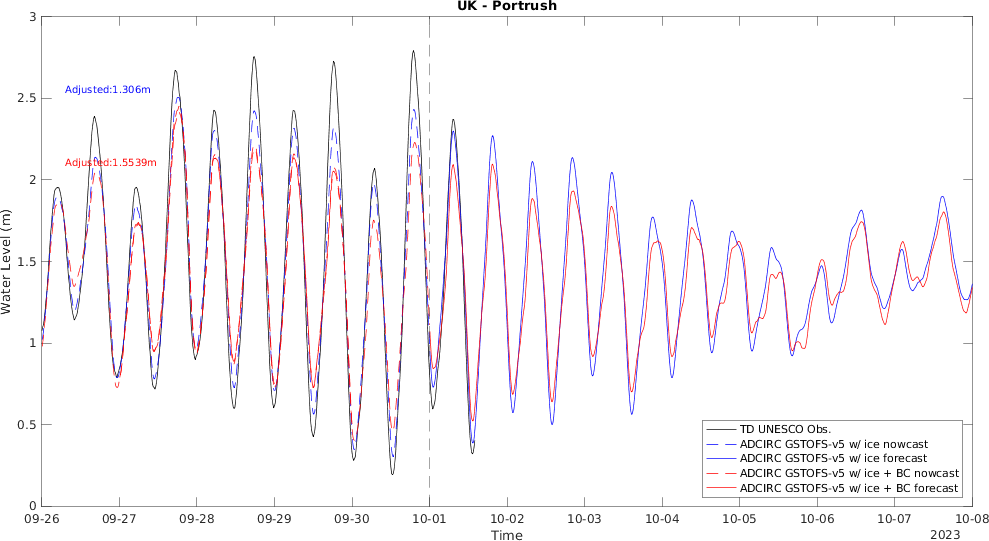 UK - Portrush
3
2.5
2
1.5
1
0.5
0
Water Level (m)
Adjusted:1.306m
Adjusted:1.5539m
TD UNESCO Obs.
ADCIRC GSTOFS-v5 w/ ice nowcast
ADCIRC GSTOFS-v5 w/ ice forecast
ADCIRC GSTOFS-v5 w/ ice + BC nowcast
ADCIRC GSTOFS-v5 w/ ice + BC forecast
09-26 09-27 09-28 09-29 09-30 10-01 10-02 10-03 10-04 10-05 10-06 10-07 10-08
Time
2023